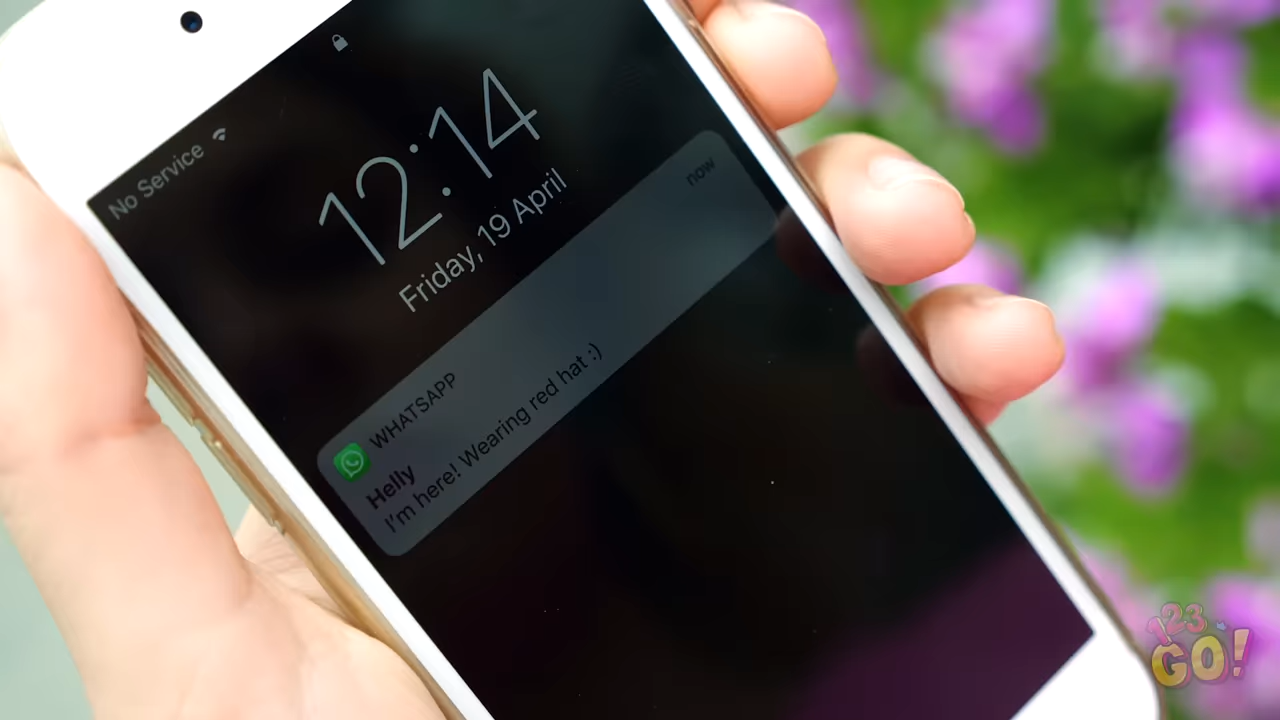 No Service
12:14
Friday, 19 April
WHATSAPP
now
Helly
I'm here! Wearing red hat :)
123
GO!